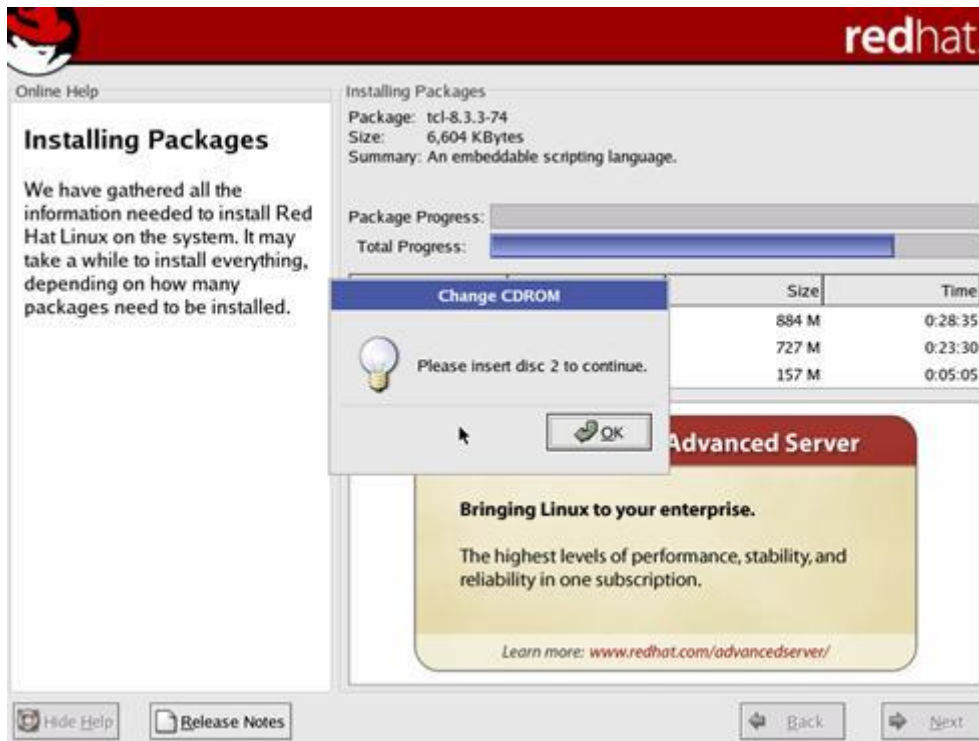 redhat
Online Help
Installing Packages
We have gathered all the
information needed to install Red
Hat Linux on the system. It may
take a while to install everything,
depending on how many
packages need to be installed.
Installing Packages
Package: tcl-8.3.3-74
Size: 6,604 KBytes
Summary: An embeddable scripting language.
Package Progress:
Total Progress:
Size Time
884 M 0:28:35
727 M 0:23:30
157 M 0:05:05
Change CDROM
Please insert disc 2 to continue.
OK
Advanced Server
Bringing Linux to your enterprise.
The highest levels of performance, stability, and
reliability in one subscription.
Learn more: www.redhat.com/advancedserver/
Hide Help
Release Notes
Back
Next